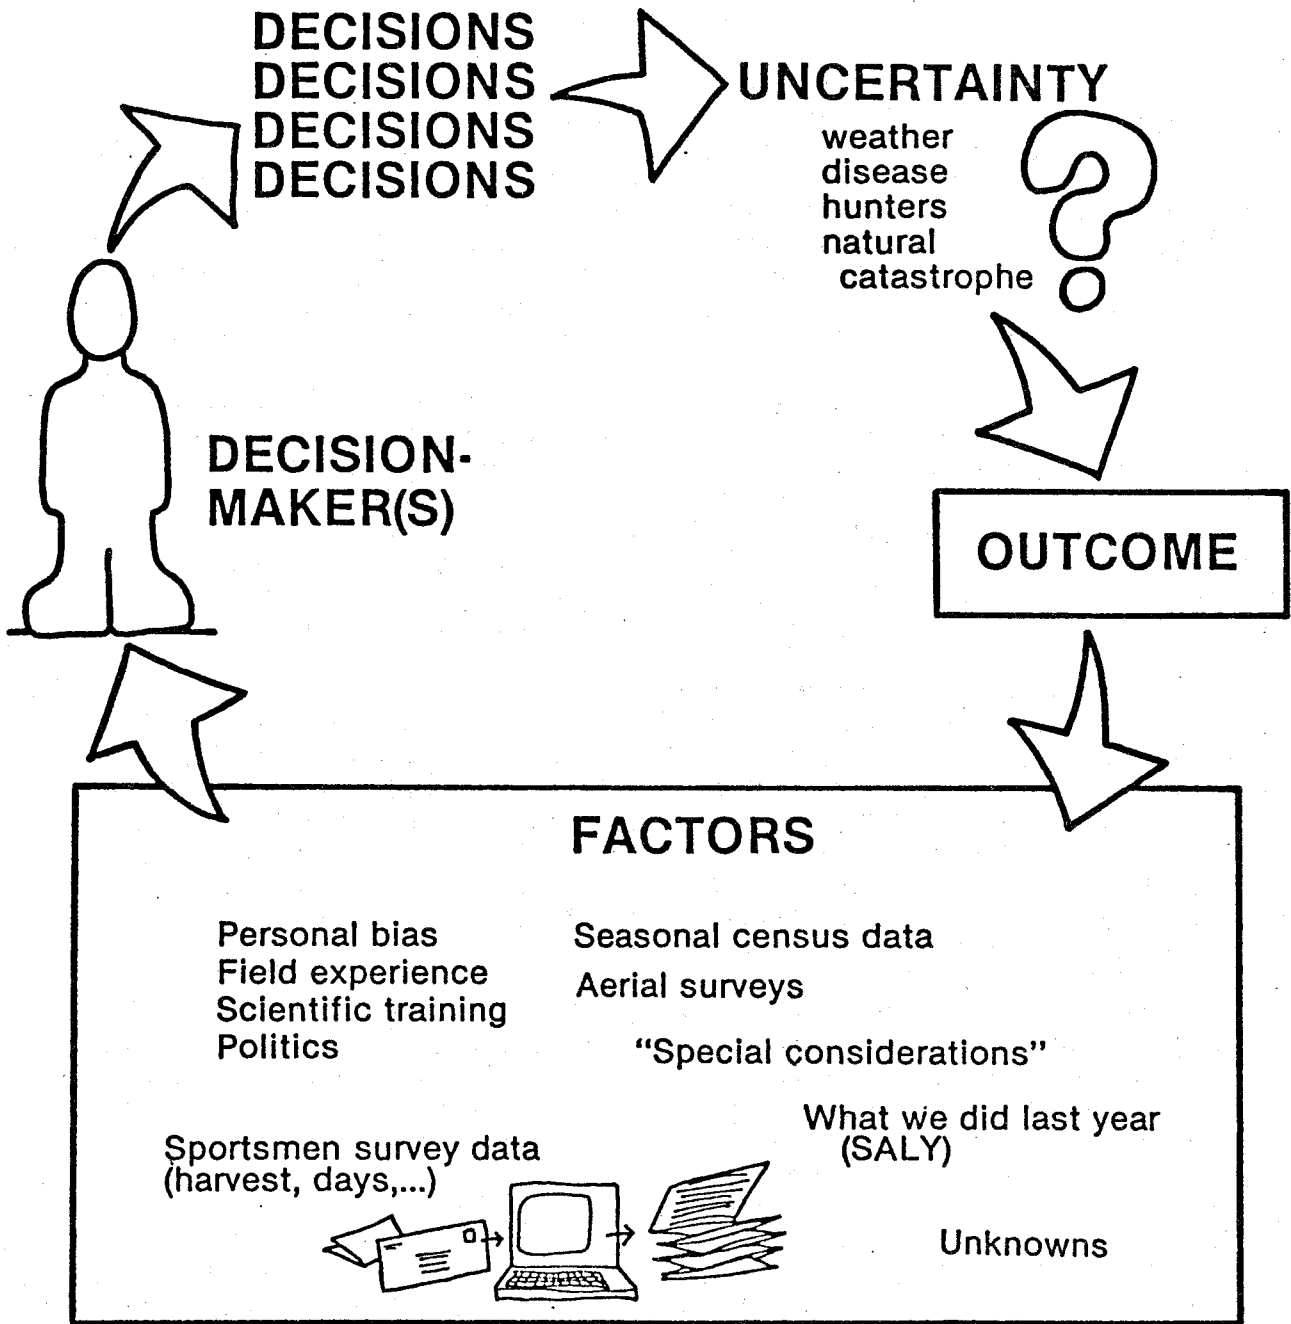 DECISIONS
DECISIONS
DECISIONS
DECISIONS
UNCERTAINTY
weather
disease
hunters
natural
catastrophe
DECISION-
MAKER(S)
OUTCOME
FACTORS
Personal bias
Field experience
Scientific training
Politics
Seasonal census data
Aerial surveys
"Special considerations"
What we did last year
(SALY)
Sportsmen survey data
(harvest, days,...)
Unknowns